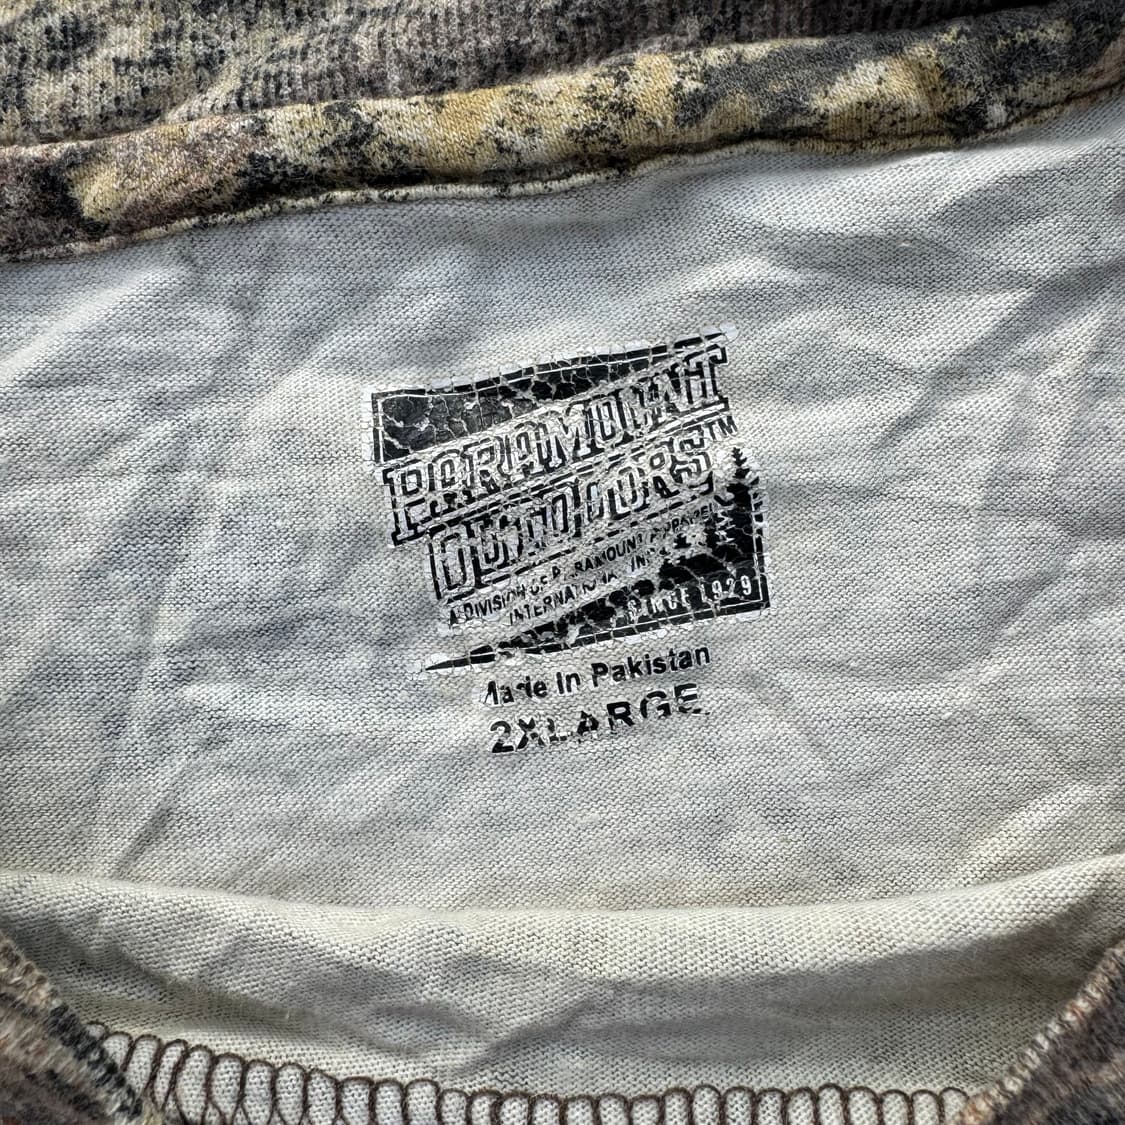 PARAMOUNT
OUTDOORS™
A DIVISION OF PARAMOUNT APPAREL
INTERNATIONAL INC
SINCE 1929
Made In Pakistan
2XLARGE